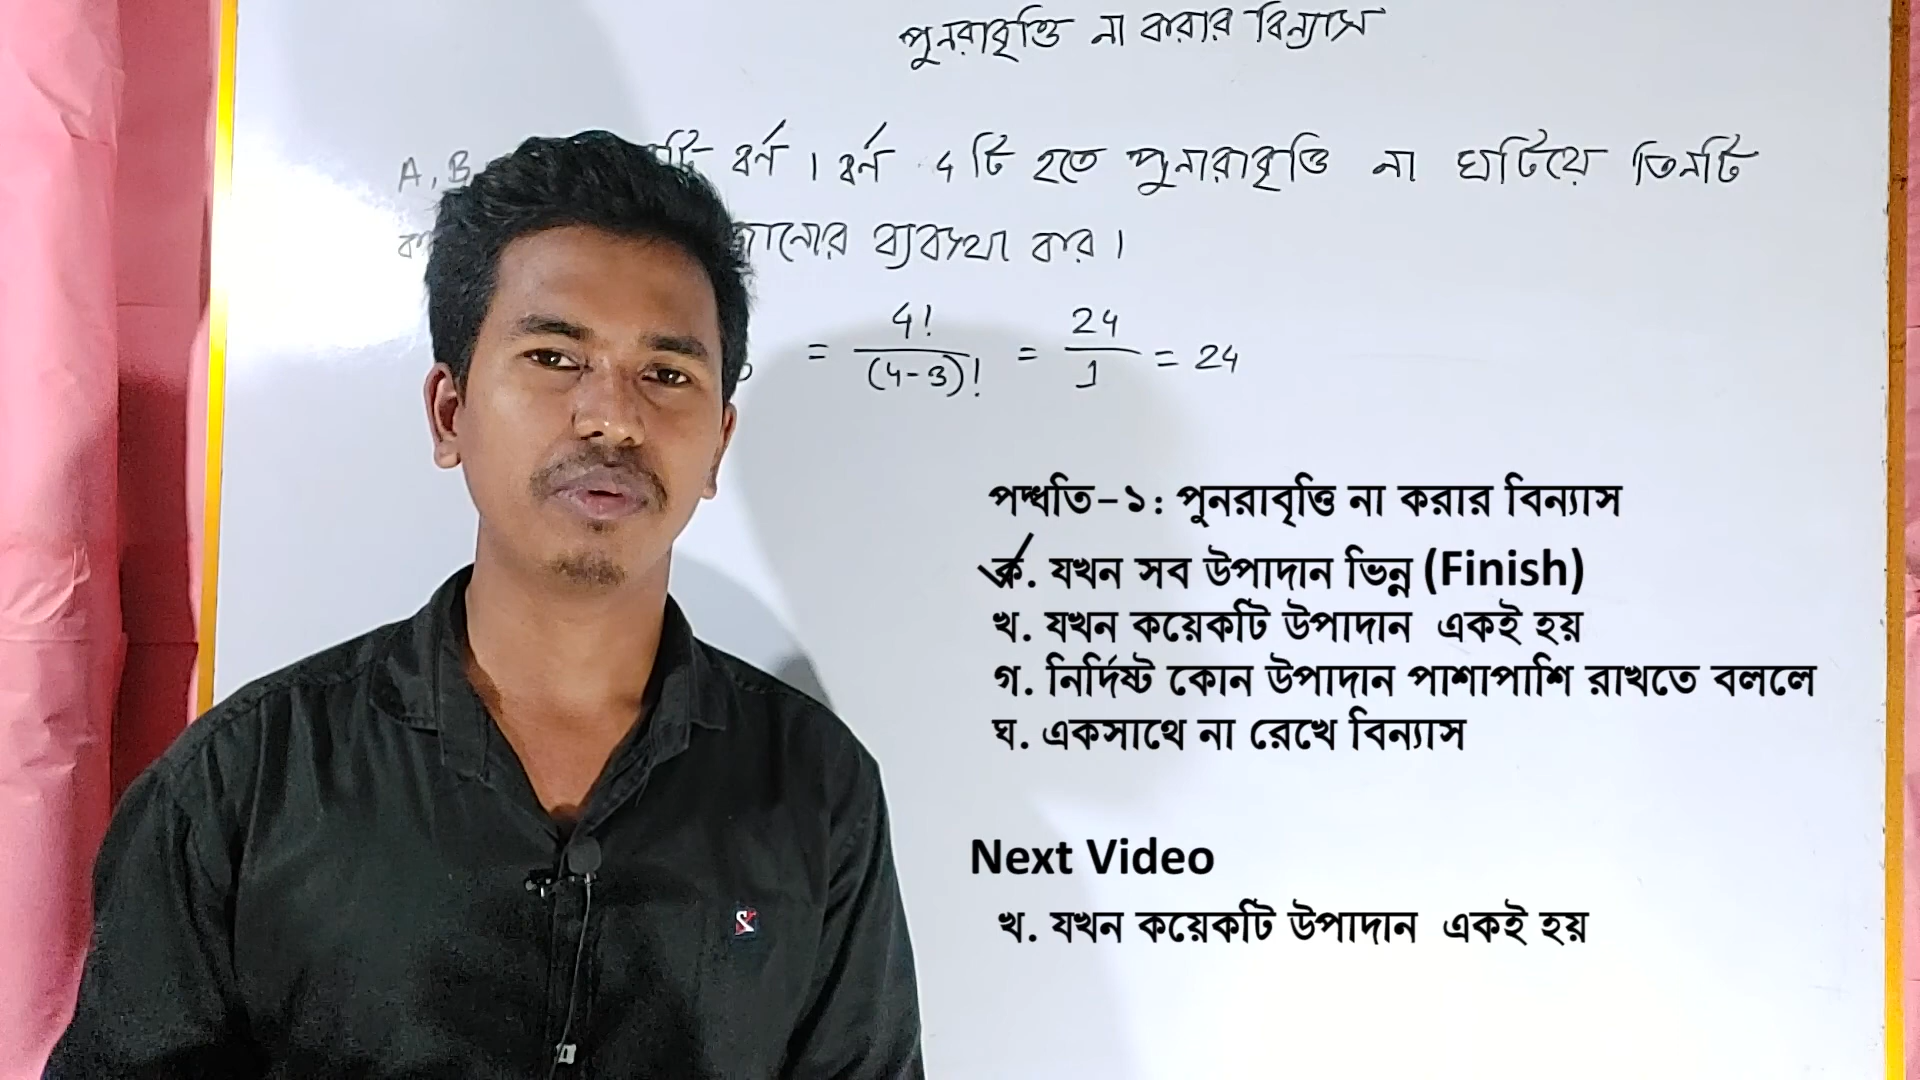 পুনরাবৃত্তি না করার বিন্যাস
A, B টি বর্ণ । বর্ণ 4 টি হতে পুনারাবৃত্তি না ঘটিয়ে তিনটি
ব্যবস্থা কর ।
= 4! / (4-3)! = 24 / 1 = 24
পদ্ধতি-১: পুনরাবৃত্তি না করার বিন্যাস
ক. যখন সব উপাদান ভিন্ন (Finish)
খ. যখন কয়েকটি উপাদান একই হয়
গ. নির্দিষ্ট কোন উপাদান পাশাপাশি রাখতে বললে
ঘ. একসাথে না রেখে বিন্যাস
Next Video
খ. যখন কয়েকটি উপাদান একই হয়